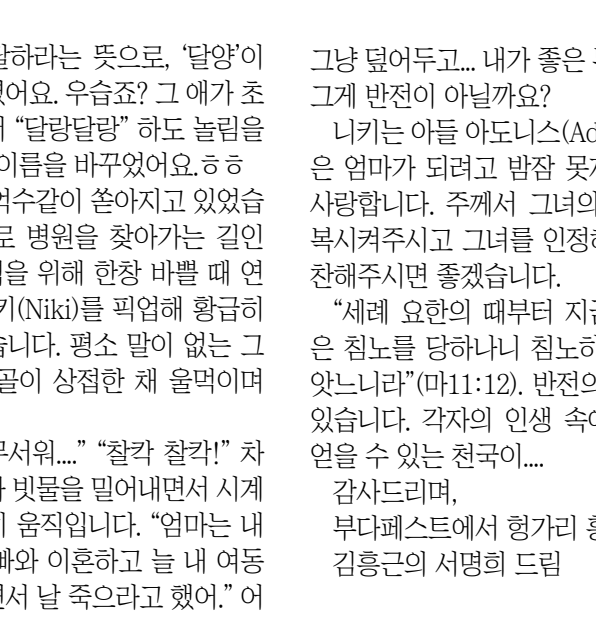 달하라는 뜻으로, ‘달양’이
어요. 우습죠? 그 애가 초
“달랑달랑” 하도 놀림을
이름을 바꾸었어요.ㅎㅎ
억수같이 쏟아지고 있었습
로 병원을 찾아가는 길인
을 위해 한창 바쁠 때 연
키(Niki)를 픽업해 황급히
습니다. 평소 말이 없는 그
골이 상접한 채 울먹이며
무서워....” “찰칵 찰칵!” 차
빗물을 밀어내면서 시계
움직입니다. “엄마는 내
빠와 이혼하고 늘 내 여동
면서 날 죽으라고 했어.” 어
그냥 덮어두고... 내가 좋은
그게 반전이 아닐까요?
니키는 아들 아도니스(Ad
은 엄마가 되려고 밤잠 못
사랑합니다. 주께서 그녀의
복시켜주시고 그녀를 인정
찬해주시면 좋겠습니다.
“세례 요한의 때부터 지금
은 침노를 당하나니 침노하
앗느니라”(마11:12). 반전의
있습니다. 각자의 인생 속에
얻을 수 있는 천국이....
감사드리며,
부다페스트에서 헝가리
김흥근의 서명희 드림